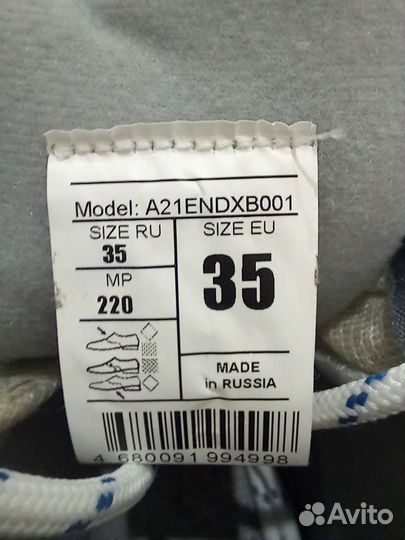 Model: A21ENDXB001
SIZE RU
35
MP
220
SIZE EU
35
MADE
in RUSSIA
4 680091 994998
Avito